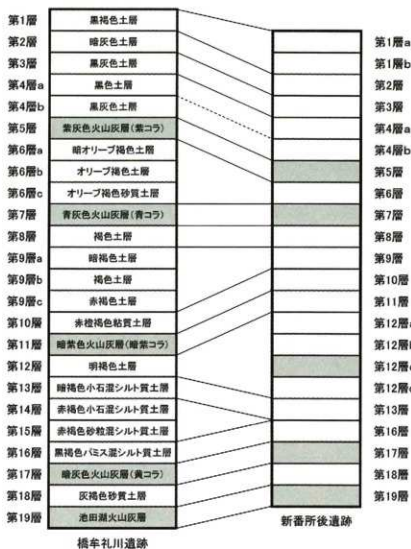 第1層 黒褐色土層
第2層 暗灰色土層
第3層 黒灰色土層
第4層a 黒色土層
第4層b 黒灰色土層
第5層 紫灰色火山灰層(紫コラ)
第6層a 暗オリーブ褐色土層
第6層b オリーブ褐色土層
第6層c オリーブ褐色砂質土層
第7層 青灰色火山灰層(青コラ)
第8層 褐色土層
第9層a 暗褐色土層
第9層b 褐色土層
第9層c 赤褐色土層
第10層 赤橙褐色粘質土層
第11層 暗紫色火山灰層(暗紫コラ)
第12層 明褐色土層
第13層 暗褐色小石混シルト質土層
第14層 赤褐色小石混シルト質土層
第15層 赤褐色砂粒混シルト質土層
第16層 黒褐色パミス混シルト質土層
第17層 暗灰色火山灰層(黄コラ)
第18層 灰褐色砂質土層
第19層 池田湖火山灰層
橋牟礼川遺跡
第1層a
第1層b
第2層
第3層
第4層a
第4層b
第5層
第6層
第7層
第8層
第9層
第10層
第11層
第12層
第12層
第12層
第12層
第13層
第16層
第17層
第18層
第19層
新番所後遺跡